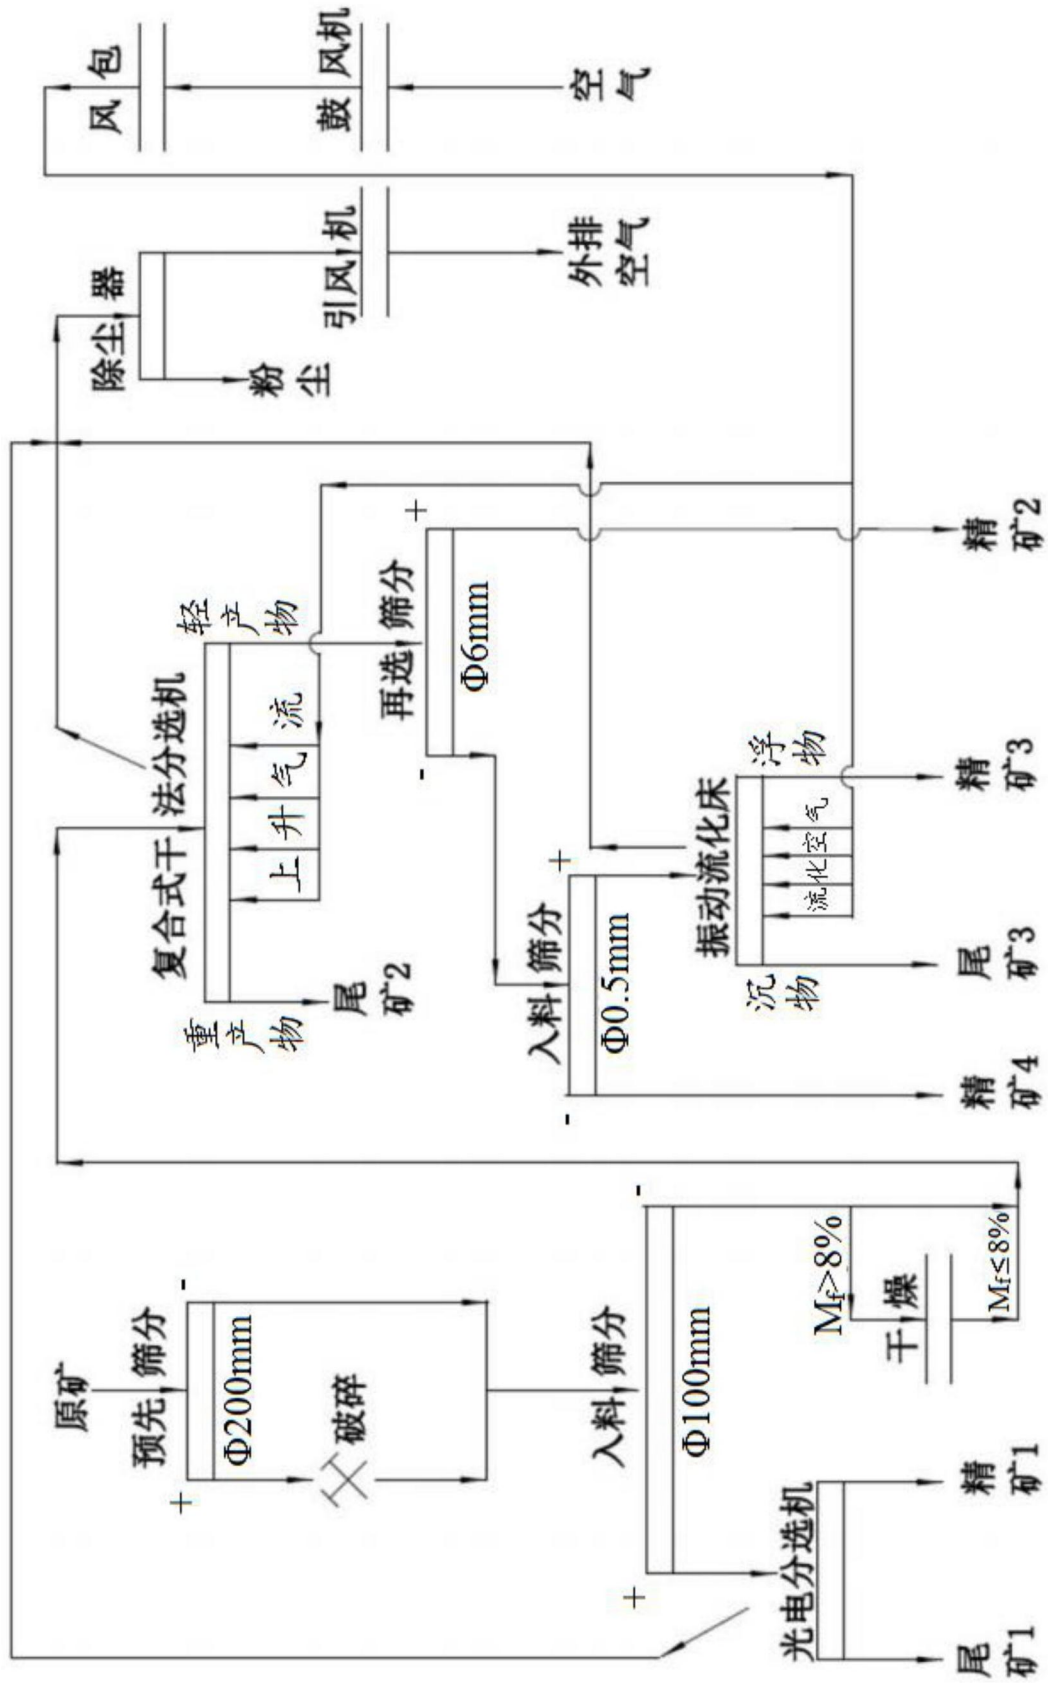 原矿
预先 筛分
+
-
Φ200mm
破碎
入料 筛分
+
-
Φ100mm
光电分选机
尾矿1
精矿1
Mf>8%
干 燥
Mf≤8%
复合式干 法分选机
重产物
轻产物
上 升 气 流
尾矿2
再选 筛分
-
+
Φ6mm
入料 筛分
-
+
Φ0.5mm
振动流化床
沉物
浮物
流化空气
精矿4
尾矿3
精矿3
精矿2
除尘 器
粉尘
引风 机
外排空气
风 包
鼓 风机
空气